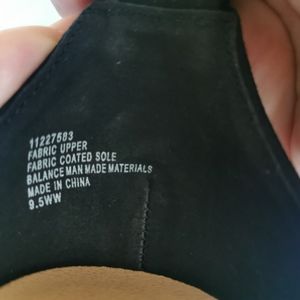 11227583
FABRIC UPPER
FABRIC COATED SOLE
BALANCE MAN MADE MATERIALS
MADE IN CHINA
9.5WW